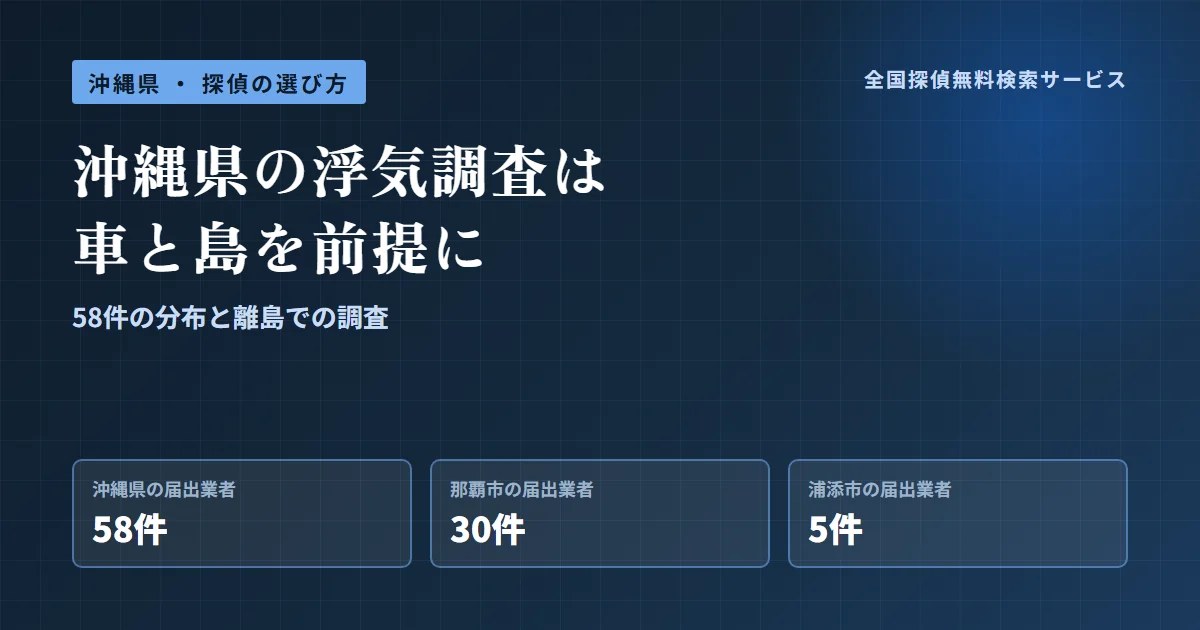 沖縄県 ・ 探偵の選び方
全国探偵無料検索サービス
沖縄県の浮気調査は
車と島を前提に
58件の分布と離島での調査
沖縄県の届出業者
58件
那覇市の届出業者
30件
浦添市の届出業者
5件